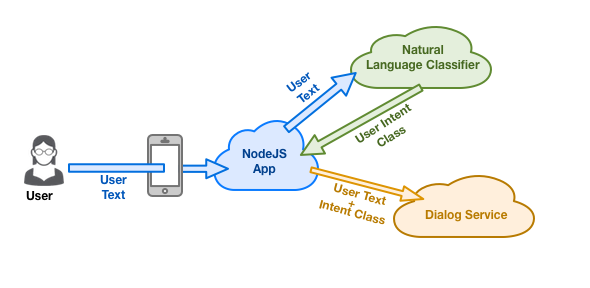 User
User
Text
NodeJS
App
User
Text
Natural
Language Classifier
User Intent
Class
User Text
+
Intent Class
Dialog Service